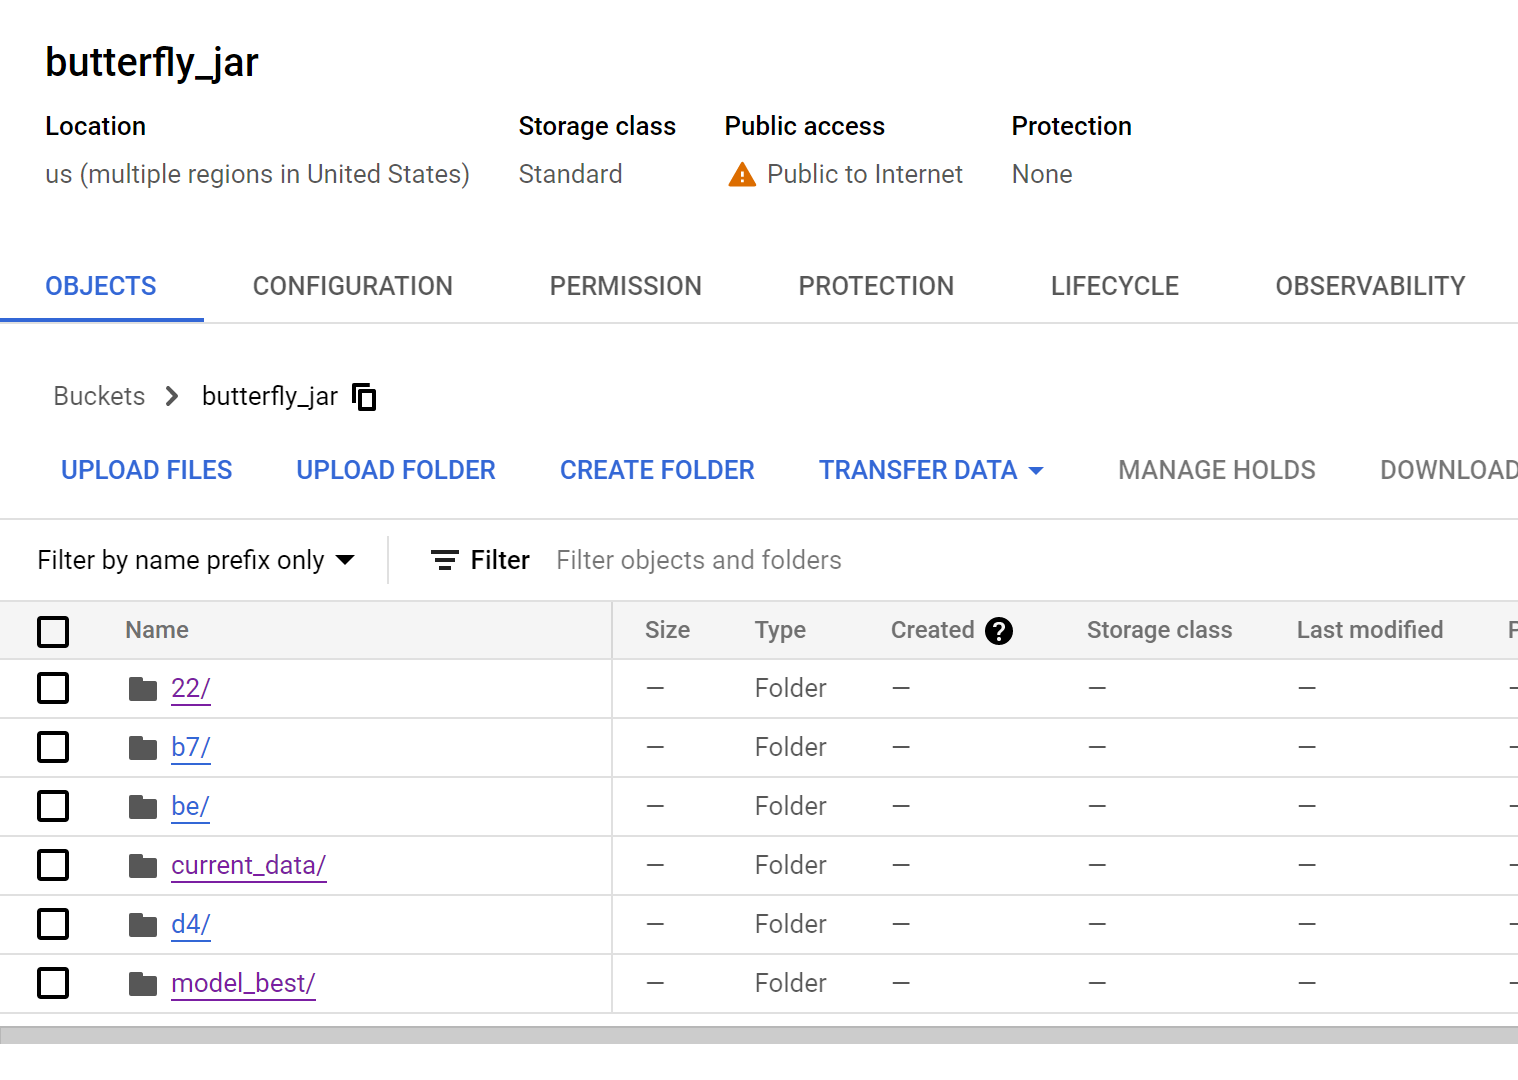 butterfly_jar
Location Storage class Public access Protection
us (multiple regions in United States) Standard Public to Internet None
OBJECTS CONFIGURATION PERMISSION PROTECTION LIFECYCLE OBSERVABILITY
Buckets butterfly_jar
UPLOAD FILES UPLOAD FOLDER CREATE FOLDER TRANSFER DATA MANAGE HOLDS DOWNLOAD
Filter by name prefix only Filter Filter objects and folders
Name Size Type Created Storage class Last modified
22/ — Folder — — —
b7/ — Folder — — —
be/ — Folder — — —
current_data/ — Folder — — —
d4/ — Folder — — —
model_best/ — Folder — — —